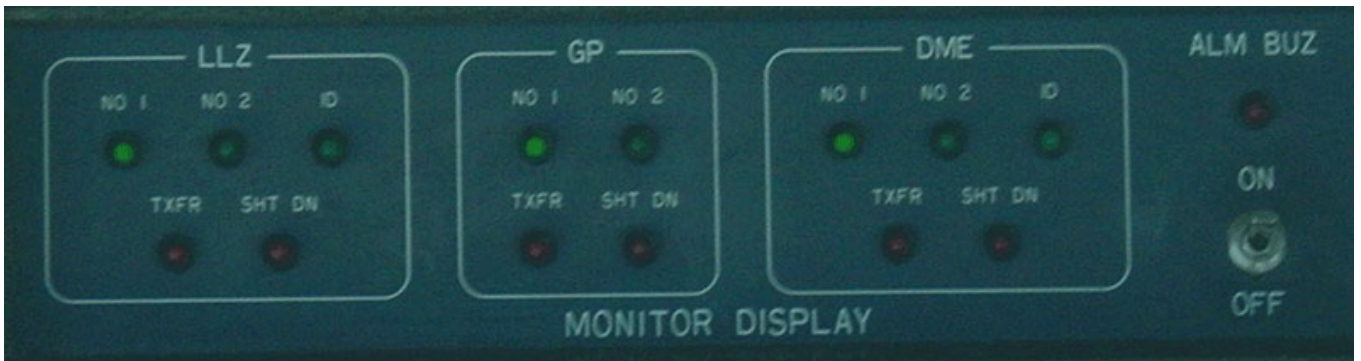 LLZ
NO 1 NO 2 ID
TXFR SHT DN
GP
NO 1 NO 2
TXFR SHT DN
DME
NO 1 NO 2 ID
TXFR SHT DN
ALM BUZ
ON
OFF
MONITOR DISPLAY